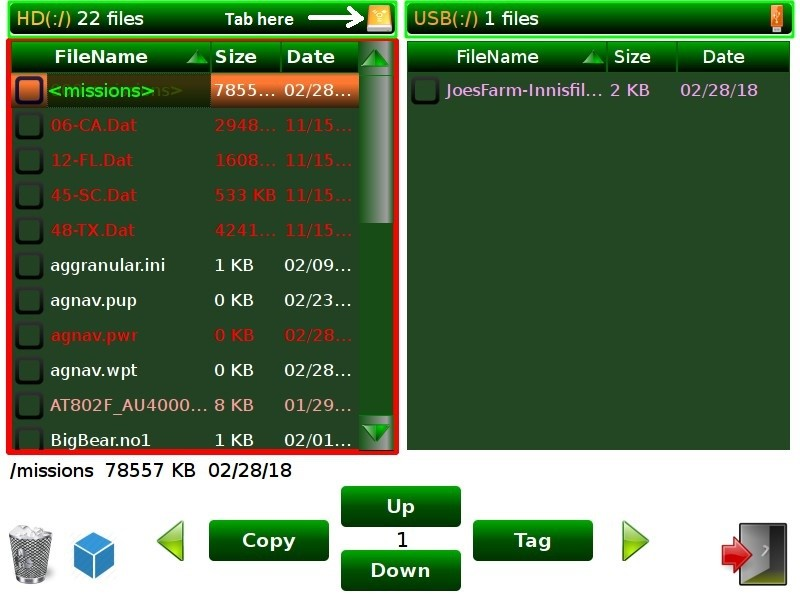 HD(:/) 22 files Tab here
USB(:/) 1 files
FileName Size Date
<missions> 7855... 02/28...
06-CA.Dat 2948... 11/15...
12-FL.Dat 1608... 11/15...
45-SC.Dat 533 KB 11/15...
48-TX.Dat 4241... 11/15...
aggranular.ini 1 KB 02/09...
agnav.pup 0 KB 02/23...
agnav.pwr 0 KB 02/28...
agnav.wpt 0 KB 02/28...
AT802F_AU4000... 8 KB 01/29...
BigBear.no1 1 KB 02/01...
FileName Size Date
JoesFarm-Innisfil... 2 KB 02/28/18
/missions 78557 KB 02/28/18
Up
Copy 1 Tag
Down